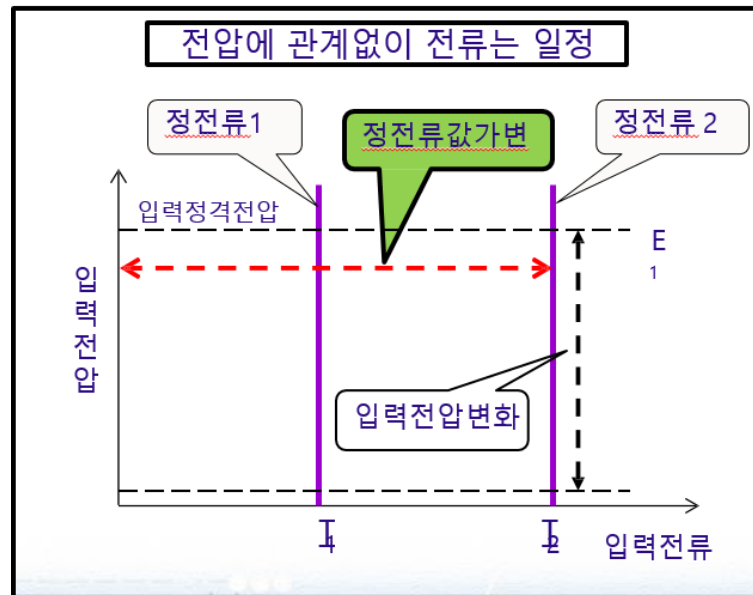 전압에 관계없이 전류는 일정
정전류1
정전류값가변
정전류 2
입력정격전압
E
1
입력전압
입력전압변화
I
1
I
2
입력전류